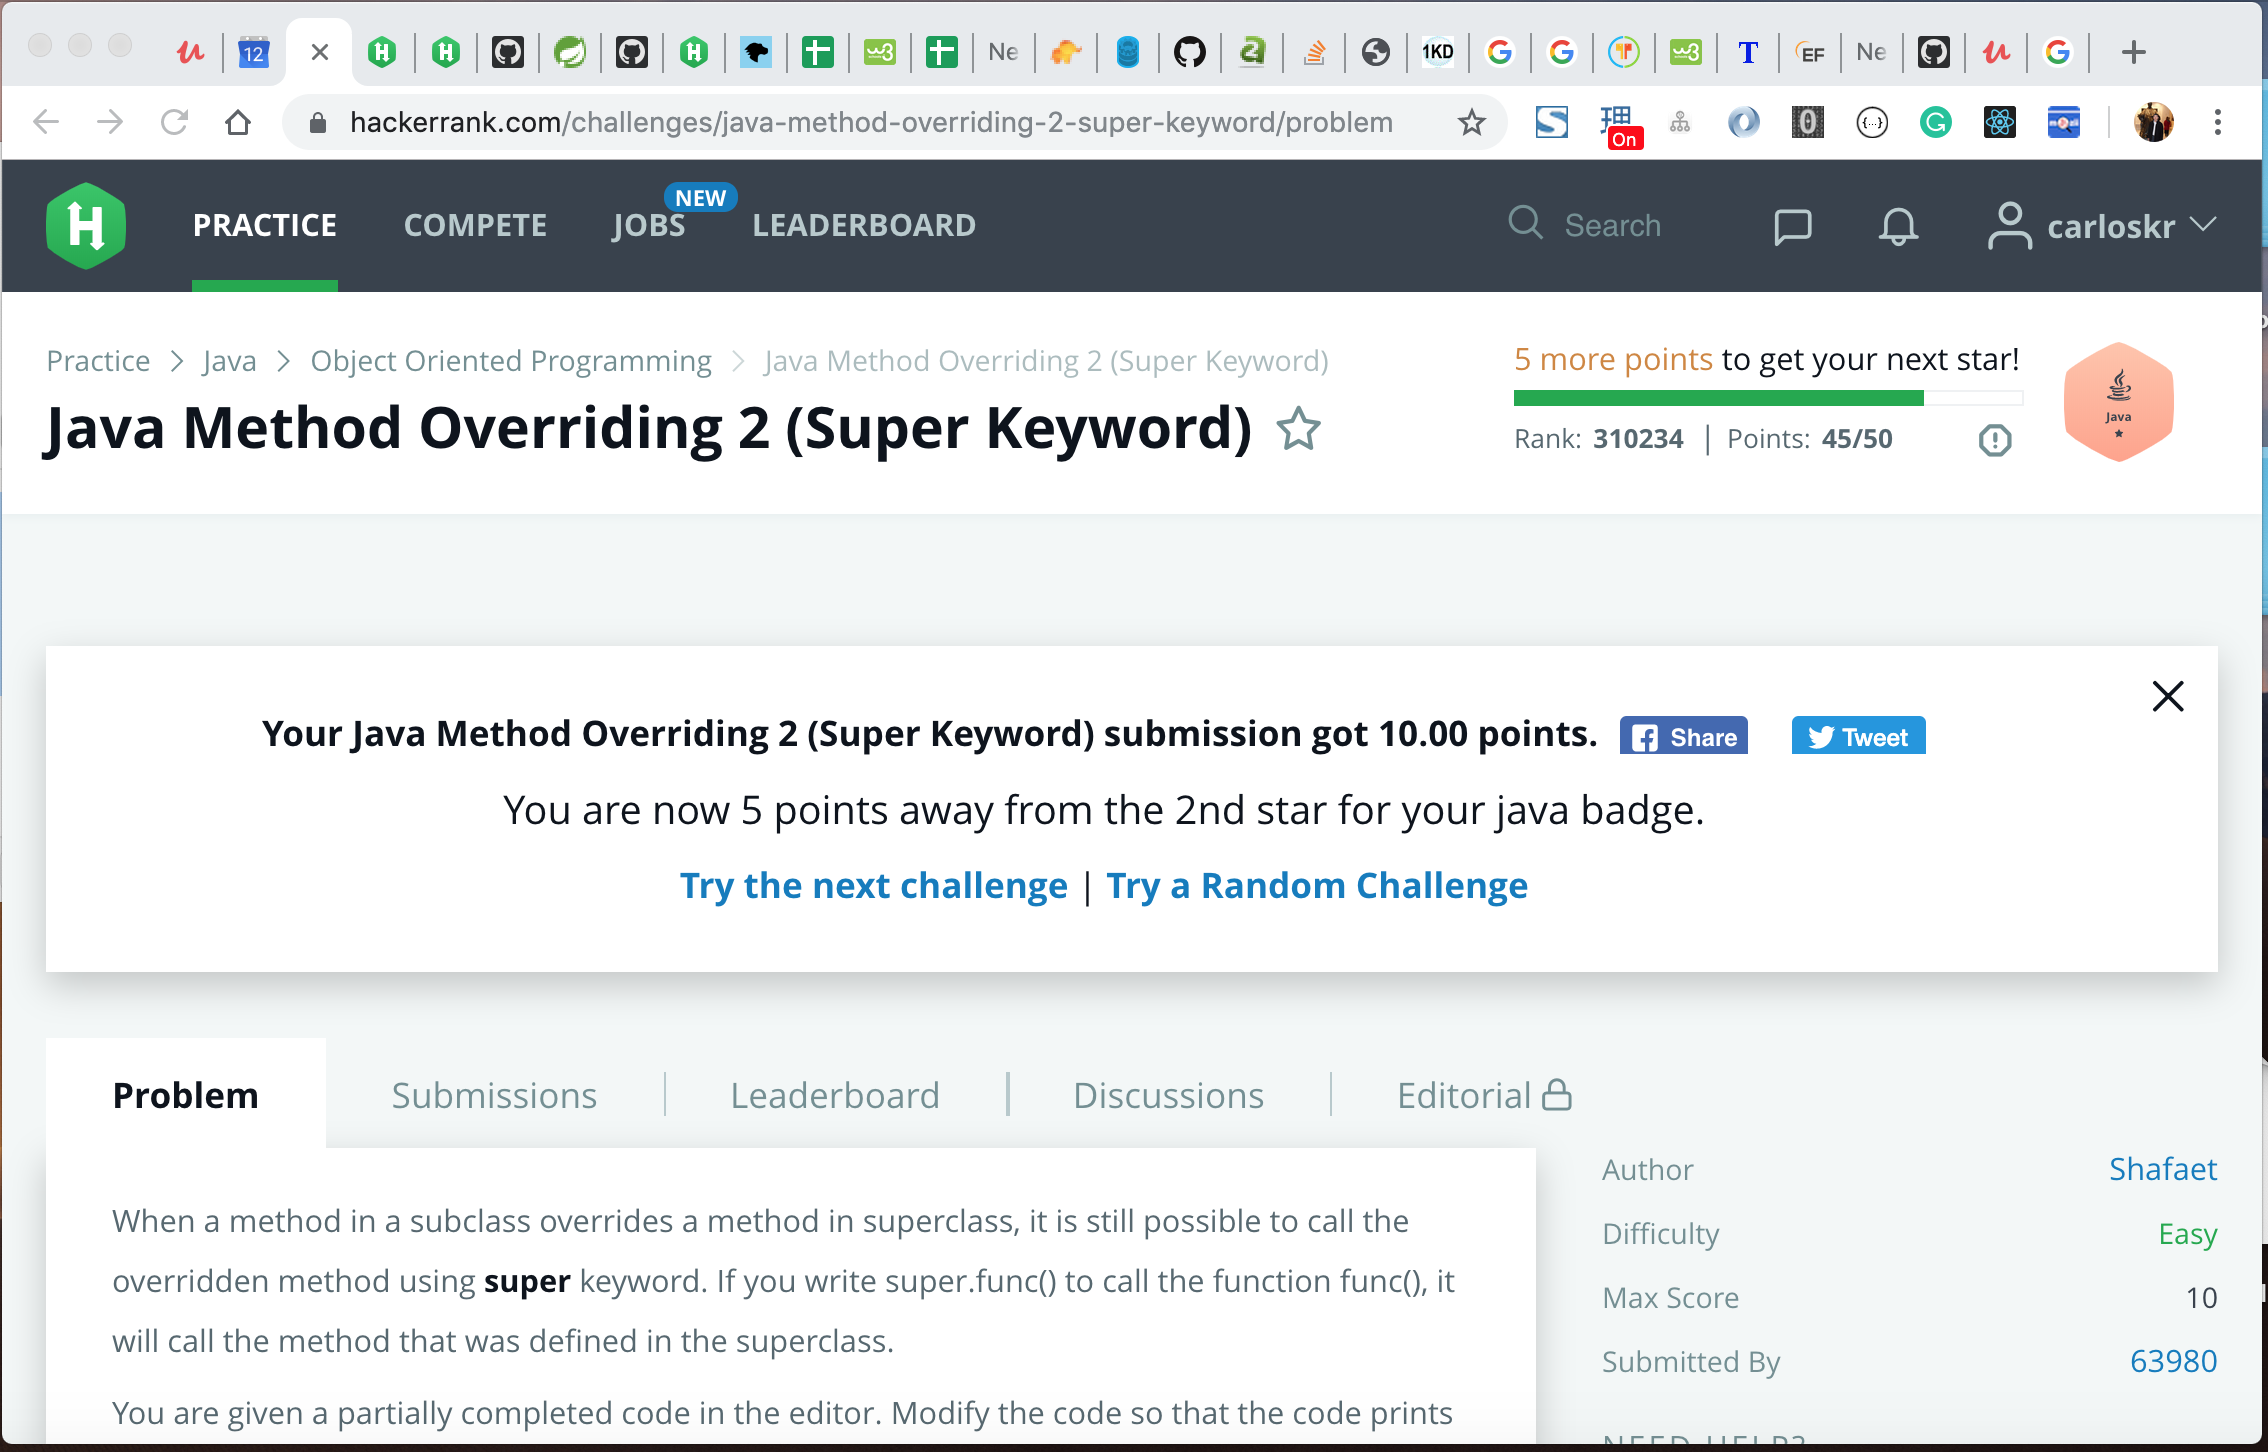 12
Ne
1KD
EF
Ne
hackerrank.com/challenges/java-method-overriding-2-super-keyword/problem
On
PRACTICE
COMPETE
JOBS
NEW
LEADERBOARD
Search
carloskr
Practice > Java > Object Oriented Programming > Java Method Overriding 2 (Super Keyword)
Java Method Overriding 2 (Super Keyword)
5 more points to get your next star!
Rank: 310234 | Points: 45/50
Java
Your Java Method Overriding 2 (Super Keyword) submission got 10.00 points.
Share
Tweet
You are now 5 points away from the 2nd star for your java badge.
Try the next challenge | Try a Random Challenge
Problem
Submissions
Leaderboard
Discussions
Editorial
When a method in a subclass overrides a method in superclass, it is still possible to call the
overridden method using super keyword. If you write super.func() to call the function func(), it
will call the method that was defined in the superclass.
You are given a partially completed code in the editor. Modify the code so that the code prints
Author Shafaet
Difficulty Easy
Max Score 10
Submitted By 63980
NEED HELP?